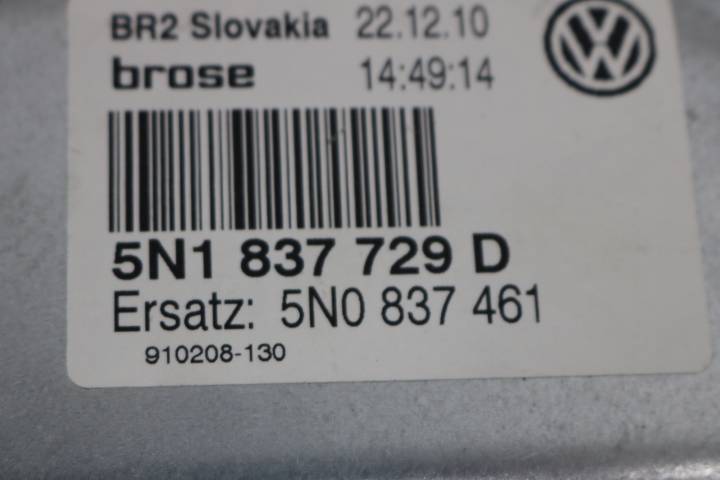 BR2 Slovakia 22.12.10
brose 14:49:14
5N1 837 729 D
Ersatz: 5N0 837 461
910208-130